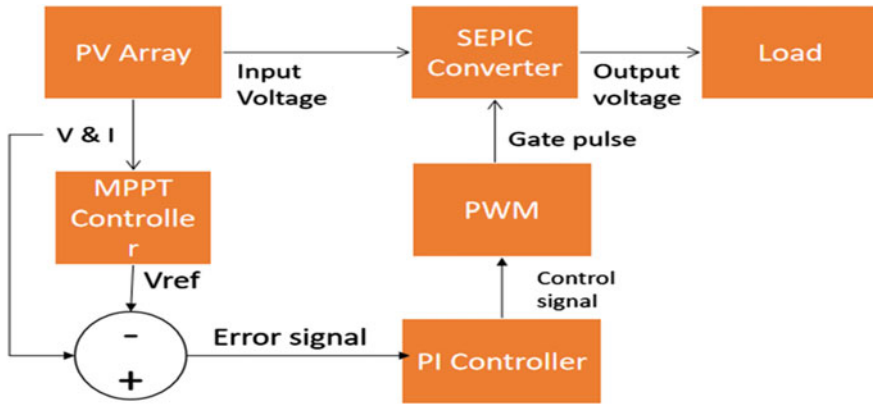 PV Array
Input
Voltage
SEPIC
Converter
Output
voltage
Load
V & I
Gate pulse
MPPT
Controlle
r
PWM
Vref
Control
signal
-
+
Error signal
PI Controller